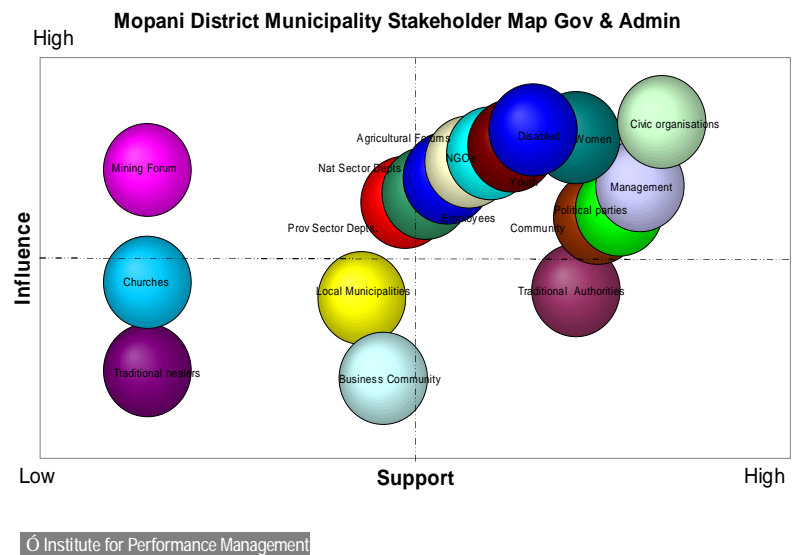 Mopani District Municipality Stakeholder Map Gov & Admin
High
Civic organisations
Agricultural Forums
Disabled
Women
NGO's
Mining Forum
Nat Sector Depts
Youth
Management
Political parties
Employees
Prov Sector Depts.
Community
Influence
Churches
Local Municipalities
Traditional Authorities
Traditional healers
Business Community
Low
Support
High
Ó Institute for Performance Management